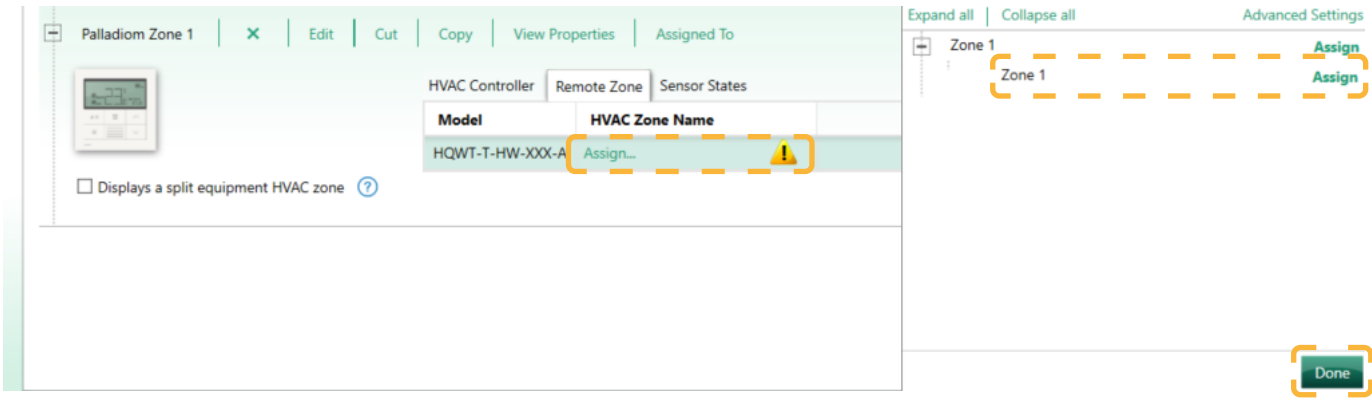 Palladiom Zone 1 Edit Cut Copy View Properties Assigned To
HVAC Controller Remote Zone Sensor States
Model HVAC Zone Name
HQWT-T-HW-XXX-A Assign...
Displays a split equipment HVAC zone ?
Expand all Collapse all Advanced Settings
Zone 1 Assign
Zone 1 Assign
Done